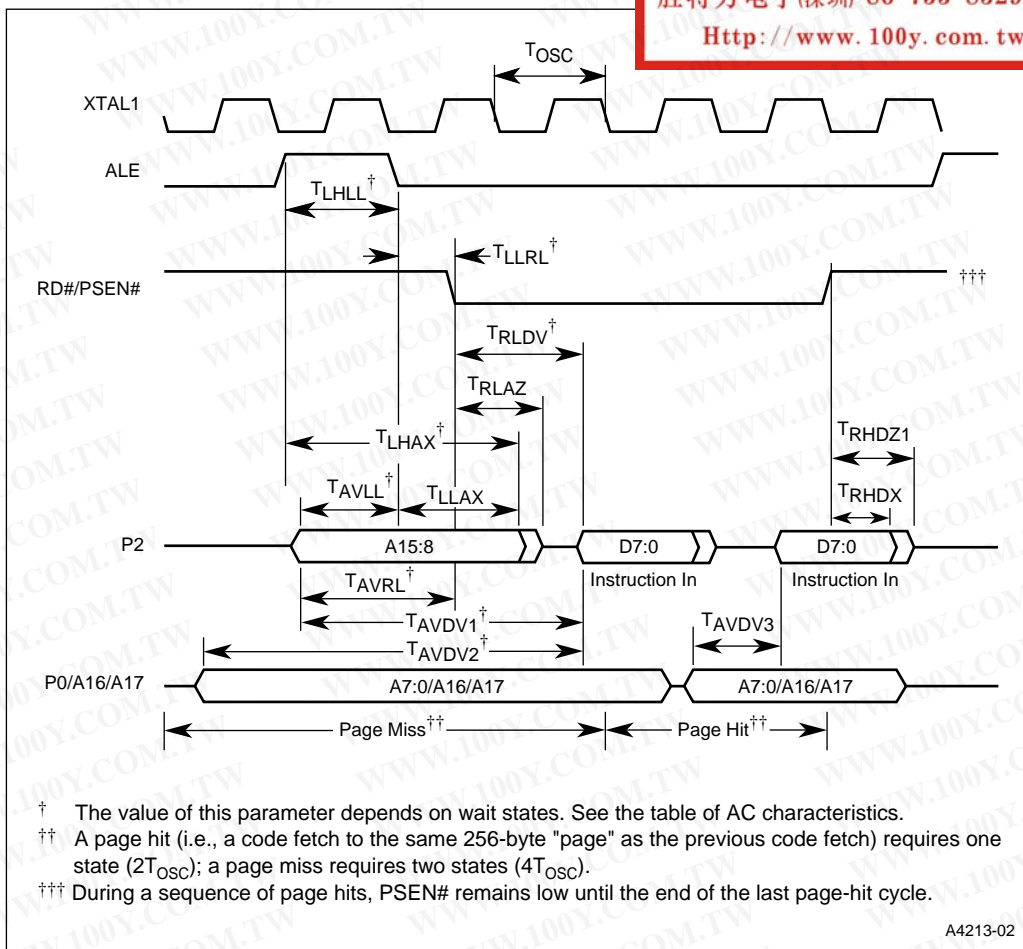 Http://www.100y.com.tw
TOSC
XTAL1
ALE
TLHLL†
TLLRL†
RD#/PSEN#
†††
TRLDV†
TRLAZ
TLHAX†
TRHDZ1
TAVLL†
TLLAX
TRHDX
P2
A15:8
D7:0
D7:0
Instruction In
Instruction In
TAVRL†
TAVDV1†
TAVDV3
TAVDV2†
P0/A16/A17
A7:0/A16/A17
A7:0/A16/A17
Page Miss††
Page Hit††
† The value of this parameter depends on wait states. See the table of AC characteristics.
†† A page hit (i.e., a code fetch to the same 256-byte "page" as the previous code fetch) requires one
state (2TOSC); a page miss requires two states (4TOSC).
††† During a sequence of page hits, PSEN# remains low until the end of the last page-hit cycle.
A4213-02
WWW.100Y.COM.TW